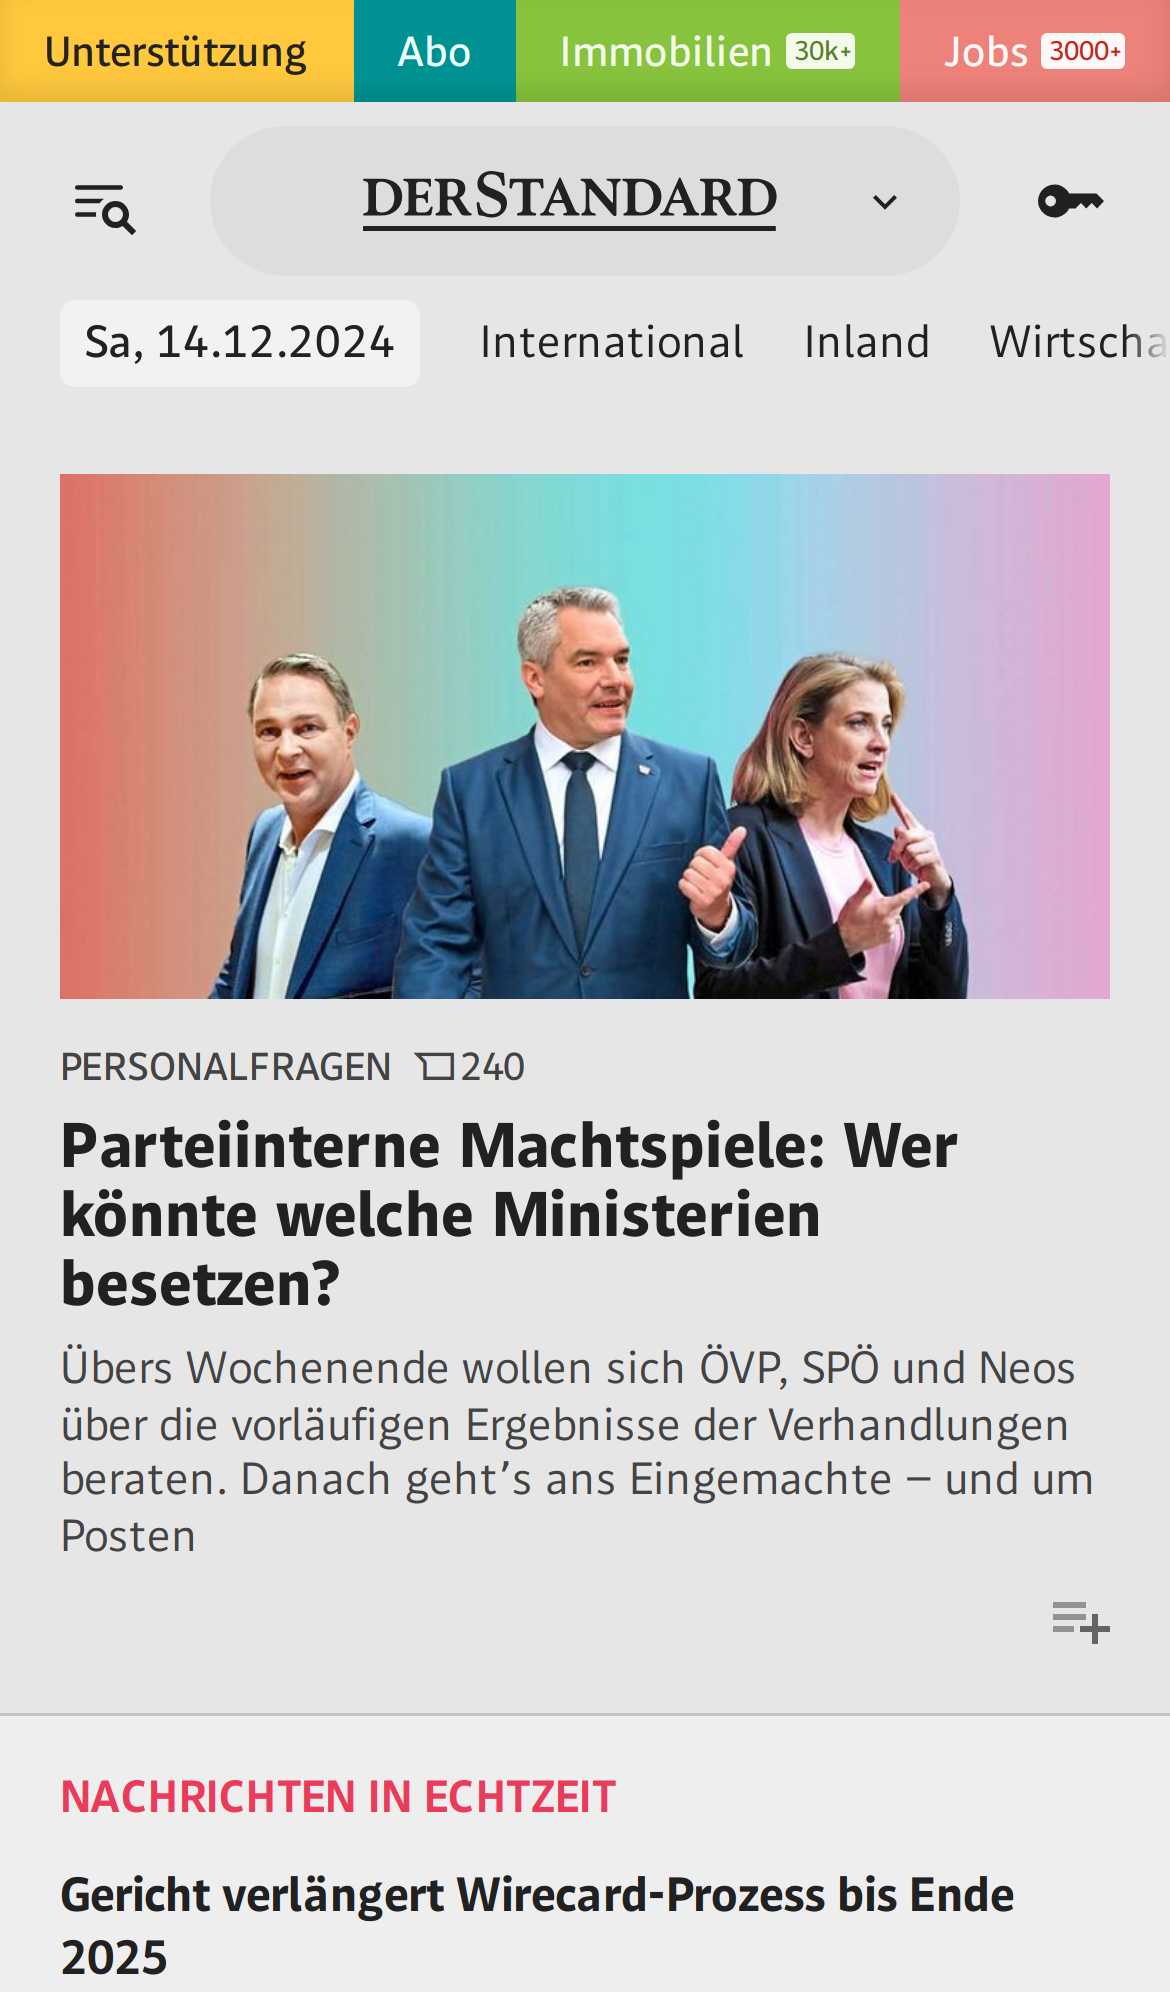 Unterstützung Abo Immobilien 30k+ Jobs 3000+
DERSTANDARD
Sa, 14.12.2024 International Inland Wirtscha
PERSONALFRAGEN 240
Parteiinterne Machtspiele: Wer
könnte welche Ministerien
besetzen?
Übers Wochenende wollen sich ÖVP, SPÖ und Neos
über die vorläufigen Ergebnisse der Verhandlungen
beraten. Danach geht’s ans Eingemachte – und um
Posten
NACHRICHTEN IN ECHTZEIT
Gericht verlängert Wirecard-Prozess bis Ende
2025